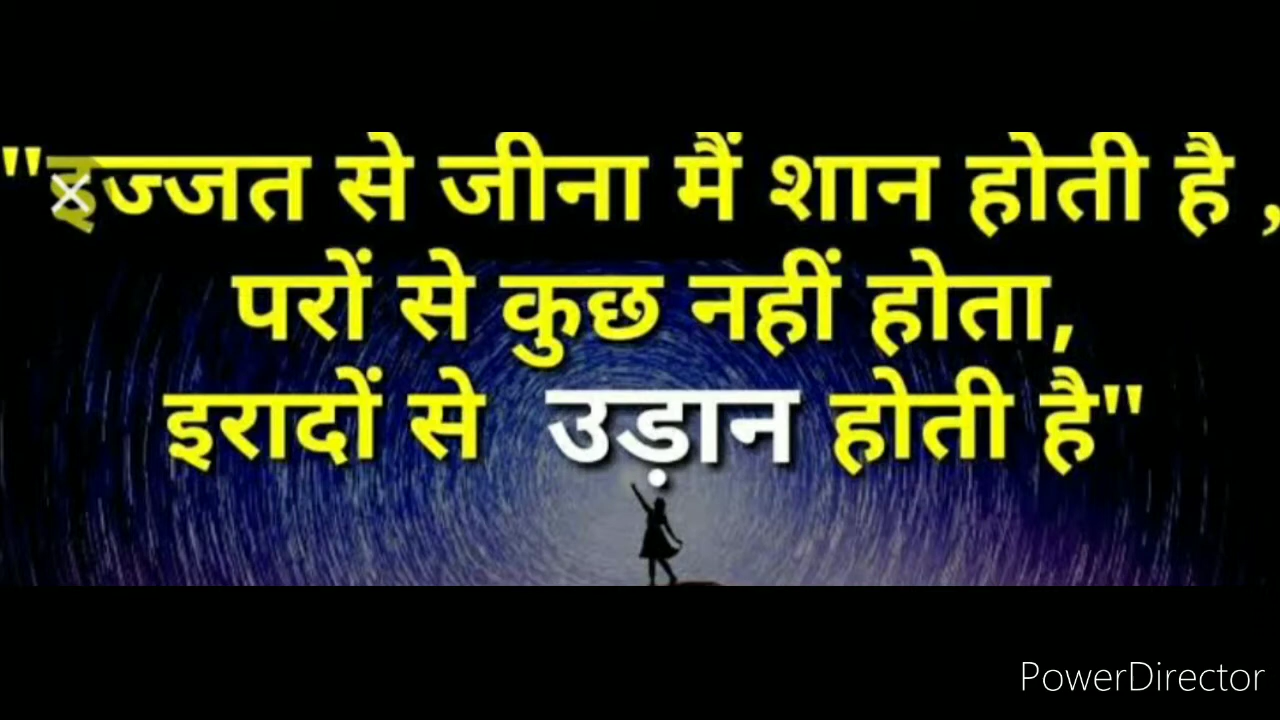 "इज्जत से जीना मैं शान होती है ,
परों से कुछ नहीं होता,
इरादों से उड़ान होती है"
PowerDirector